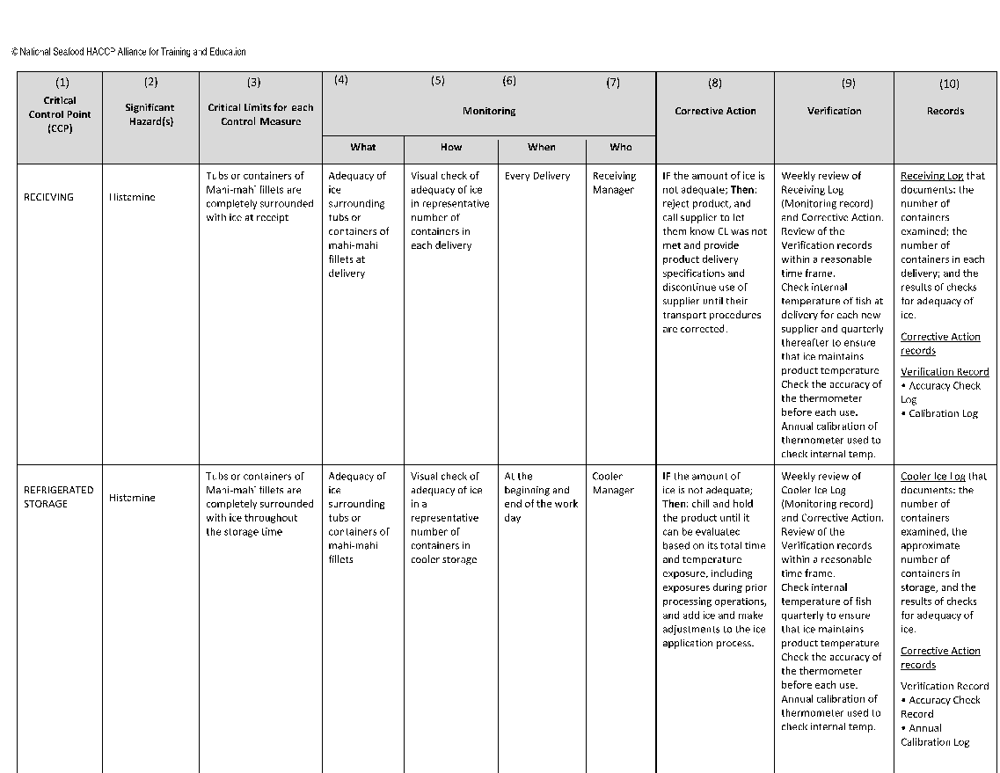 © National Seafood HACCP Alliance for Training and Education
(1)
Critical
Control Point
(CCP)
(2)
Significant
Hazard(s)
(3)
Critical Limits for each
Control Measure
(4)
(5)
(6)
(7)
Monitoring
What
How
When
Who
(8)
Corrective Action
(9)
Verification
(10)
Records
RECIEVING
Histamine
Tubs or containers of
Mahi-mahi fillets are
completely surrounded
with ice at receipt
Adequacy of
ice
surrounding
tubs or
containers of
mahi-mahi
fillets at
delivery
Visual check of
adequacy of ice
in representative
number of
containers in
each delivery
Every Delivery
Receiving
Manager
IF the amount of ice is
not adequate; Then:
reject product, and
call supplier to let
them know CL was not
met and provide
product delivery
specifications and
discontinue use of
supplier until their
transport procedures
are corrected.
Weekly review of
Receiving Log
(Monitoring record)
and Corrective Action.
Review of the
Verification records
within a reasonable
time frame.
Check internal
temperature of fish at
delivery for each new
supplier and quarterly
thereafter to ensure
that ice maintains
product temperature
Check the accuracy of
the thermometer
before each use.
Annual calibration of
thermometer used to
check internal temp.
Receiving Log that
documents: the
number of
containers
examined; the
number of
containers in each
delivery; and the
results of checks
for adequacy of
ice.
Corrective Action
records
Verification Record
• Accuracy Check
Log
• Calibration Log
REFRIGERATED
STORAGE
Histamine
Tubs or containers of
Mahi-mahi fillets are
completely surrounded
with ice throughout
the storage time
Adequacy of
ice
surrounding
tubs or
containers of
mahi-mahi
fillets
Visual check of
adequacy of ice
in a
representative
number of
containers in
cooler storage
At the
beginning and
end of the work
day
Cooler
Manager
IF the amount of
ice is not adequate;
Then: chill and hold
the product until it
can be evaluated
based on its total time
and temperature
exposure, including
exposures during prior
processing operations,
and add ice and make
adjustments to the ice
application process.
Weekly review of
Cooler Ice Log
(Monitoring record)
and Corrective Action.
Review of the
Verification records
within a reasonable
time frame.
Check internal
temperature of fish
quarterly to ensure
that ice maintains
product temperature
Check the accuracy of
the thermometer
before each use.
Annual calibration of
thermometer used to
check internal temp.
Cooler Ice Log that
documents: the
number of
containers
examined, the
approximate
number of
containers in
storage, and the
results of checks
for adequacy of
ice.
Corrective Action
records
Verification Record
• Accuracy Check
Record
• Annual
Calibration Log